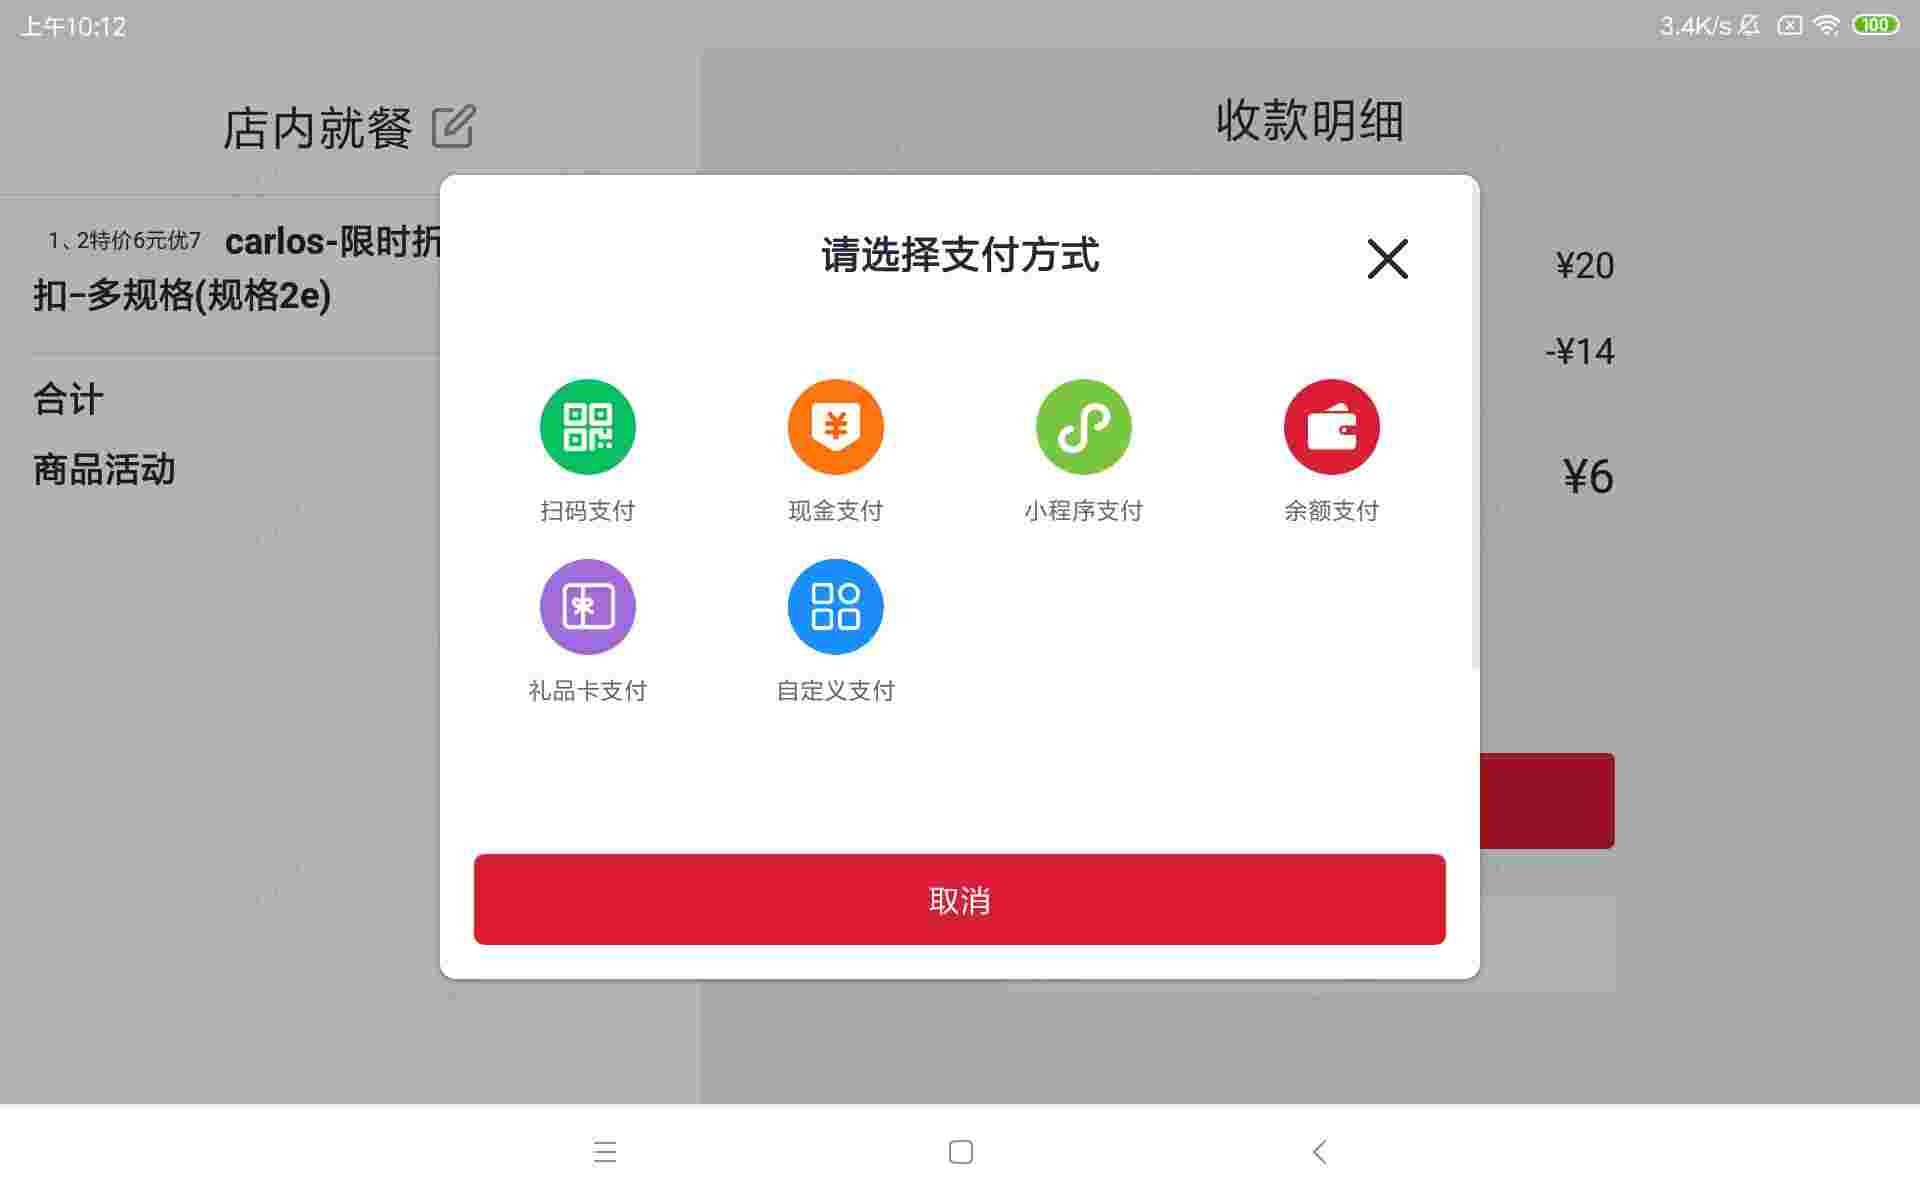 上午10:12
3.4K/s
100
店内就餐
收款明细
1、2特价6元优7 carlos-限时折
扣-多规格(规格2e)
合计
商品活动
¥20
-¥14
¥6
请选择支付方式
扫码支付
现金支付
小程序支付
余额支付
礼品卡支付
自定义支付
取消